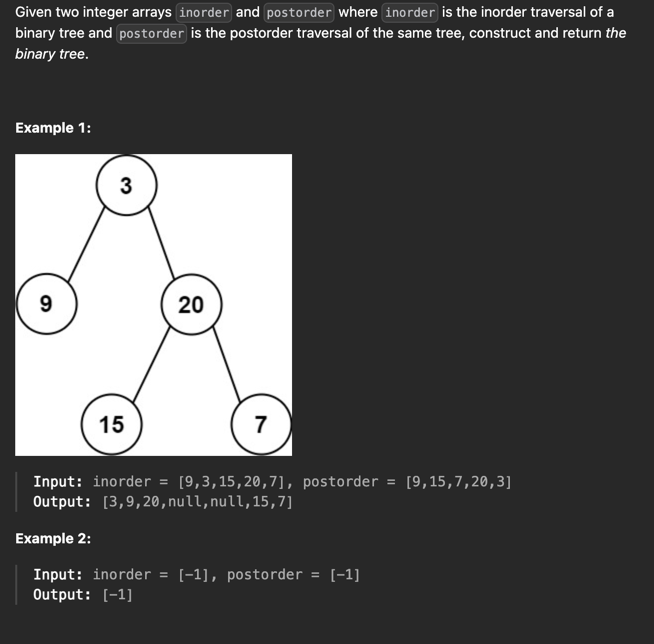 Given two integer arrays inorder and postorder where inorder is the inorder traversal of a
binary tree and postorder is the postorder traversal of the same tree, construct and return the
binary tree.
Example 1:
3
9
20
15
7
Input: inorder = [9,3,15,20,7], postorder = [9,15,7,20,3]
Output: [3,9,20,null,null,15,7]
Example 2:
Input: inorder = [-1], postorder = [-1]
Output: [-1]